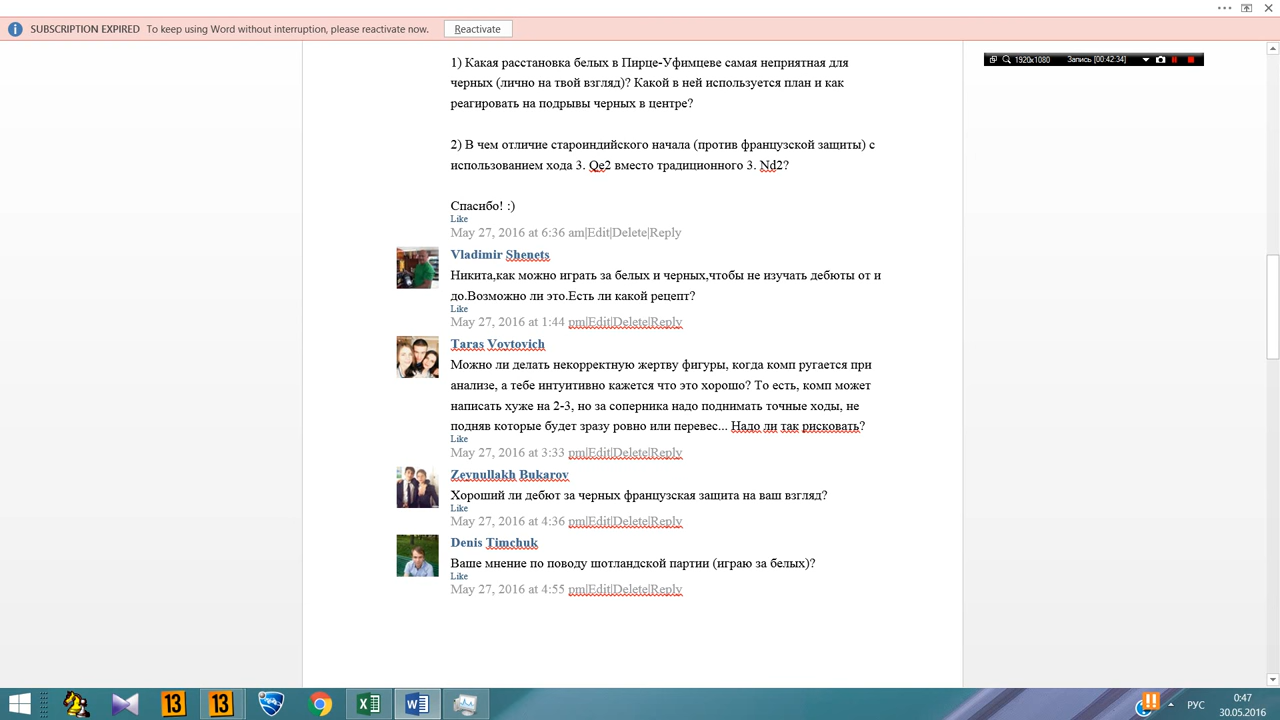 SUBSCRIPTION EXPIRED To keep using Word without interruption, please reactivate now. Reactivate
1920x1080 Запись [00:42:34]
1) Какая расстановка белых в Пирце-Уфимцеве самая неприятная для
черных (лично на твой взгляд)? Какой в ней используется план и как
реагировать на подрывы черных в центре?
2) В чем отличие староиндийского начала (против французской защиты) с
использованием хода 3. Qe2 вместо традиционного 3. Nd2?
Спасибо! :)
Like
May 27, 2016 at 6:36 am|Edit|Delete|Reply
Vladimir Shenets
Никита,как можно играть за белых и черных,чтобы не изучать дебюты от и
до.Возможно ли это.Есть ли какой рецепт?
Like
May 27, 2016 at 1:44 pm|Edit|Delete|Reply
Taras Voytovich
Можно ли делать некорректную жертву фигуры, когда комп ругается при
анализе, а тебе интуитивно кажется что это хорошо? То есть, комп может
написать хуже на 2-3, но за соперника надо поднимать точные ходы, не
подняв которые будет зразу ровно или перевес... Надо ли так рисковать?
Like
May 27, 2016 at 3:33 pm|Edit|Delete|Reply
Zeynullakh Bukarov
Хороший ли дебют за черных французская защита на ваш взгляд?
Like
May 27, 2016 at 4:36 pm|Edit|Delete|Reply
Denis Timchuk
Ваше мнение по поводу шотландской партии (играю за белых)?
Like
May 27, 2016 at 4:55 pm|Edit|Delete|Reply
13 13 РУС 0:47
30.05.2016